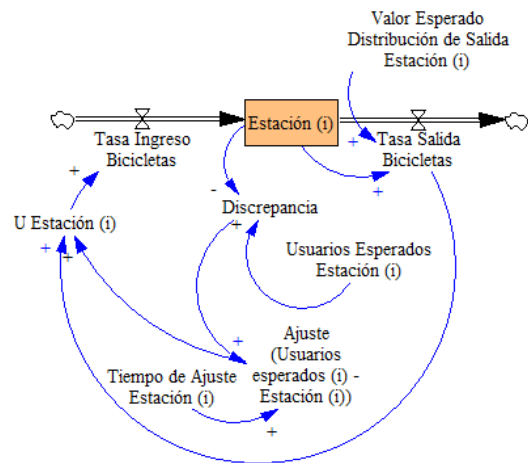 Valor Esperado
Distribución de Salida
Estación (i)
Estación (i)
Tasa Ingreso
Bicicletas
+
Tasa Salida
Bicicletas
+
+
-
Discrepancia
+
U Estación (i)
+
+
Usuarios Esperados
Estación (i)
Ajuste
(Usuarios
esperados (i) -
Estación (i))
+
Tiempo de Ajuste
Estación (i)
+